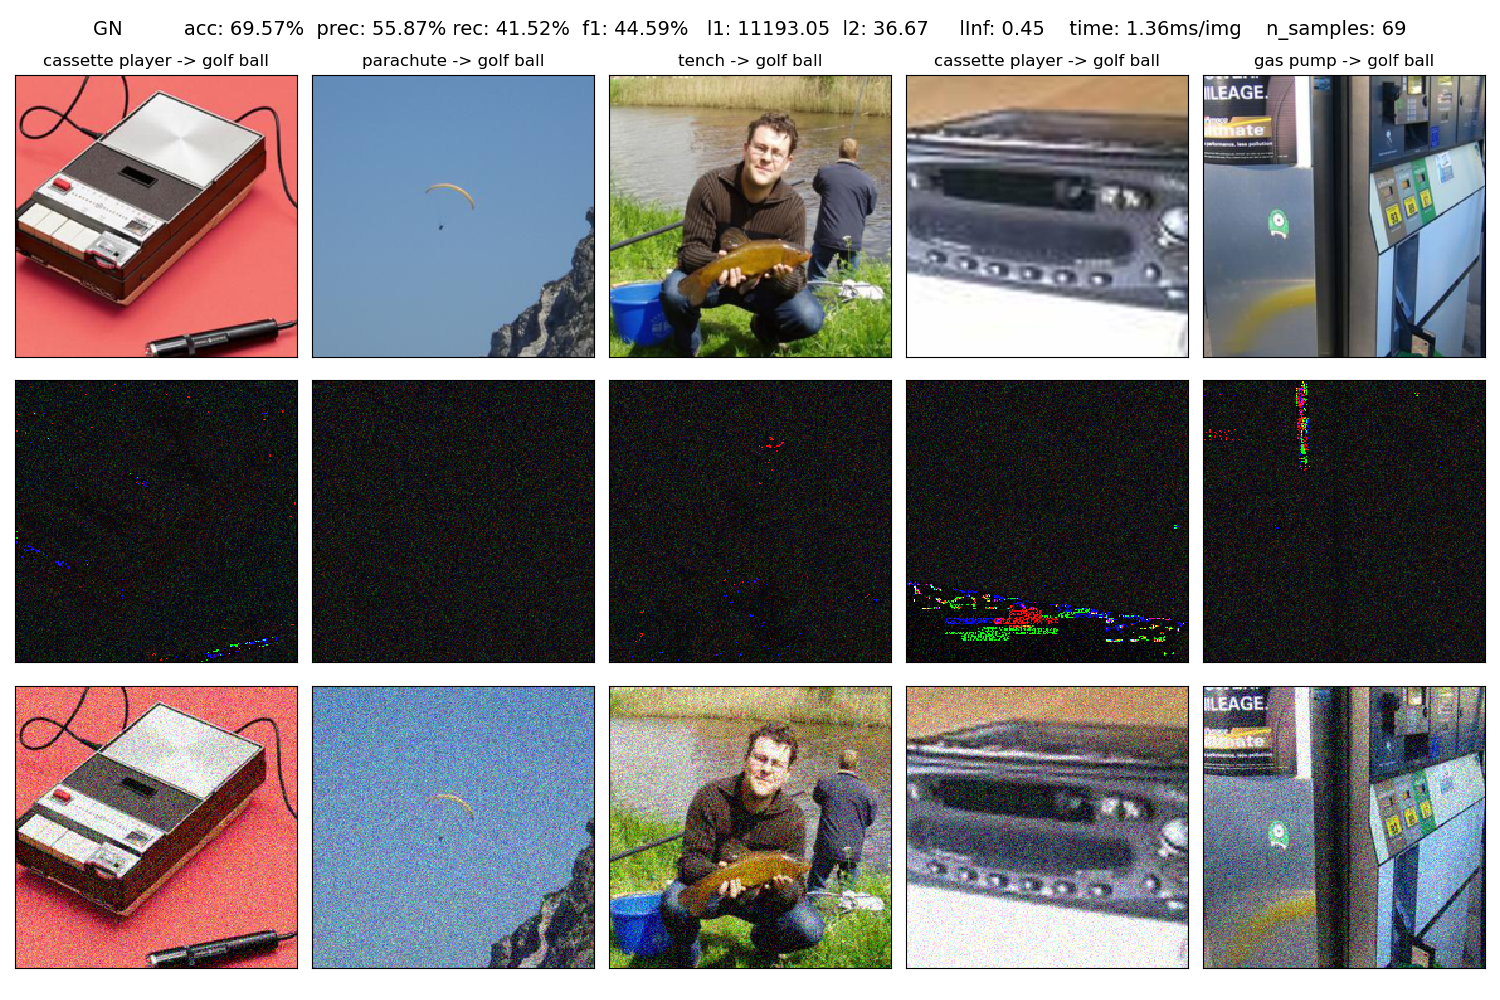 GN acc: 69.57% prec: 55.87% rec: 41.52% f1: 44.59% l1: 11193.05 l2: 36.67 lInf: 0.45 time: 1.36ms/img n_samples: 69
cassette player -> golf ball
parachute -> golf ball
tench -> golf ball
cassette player -> golf ball
gas pump -> golf ball
MILEAGE.
MILEAGE.